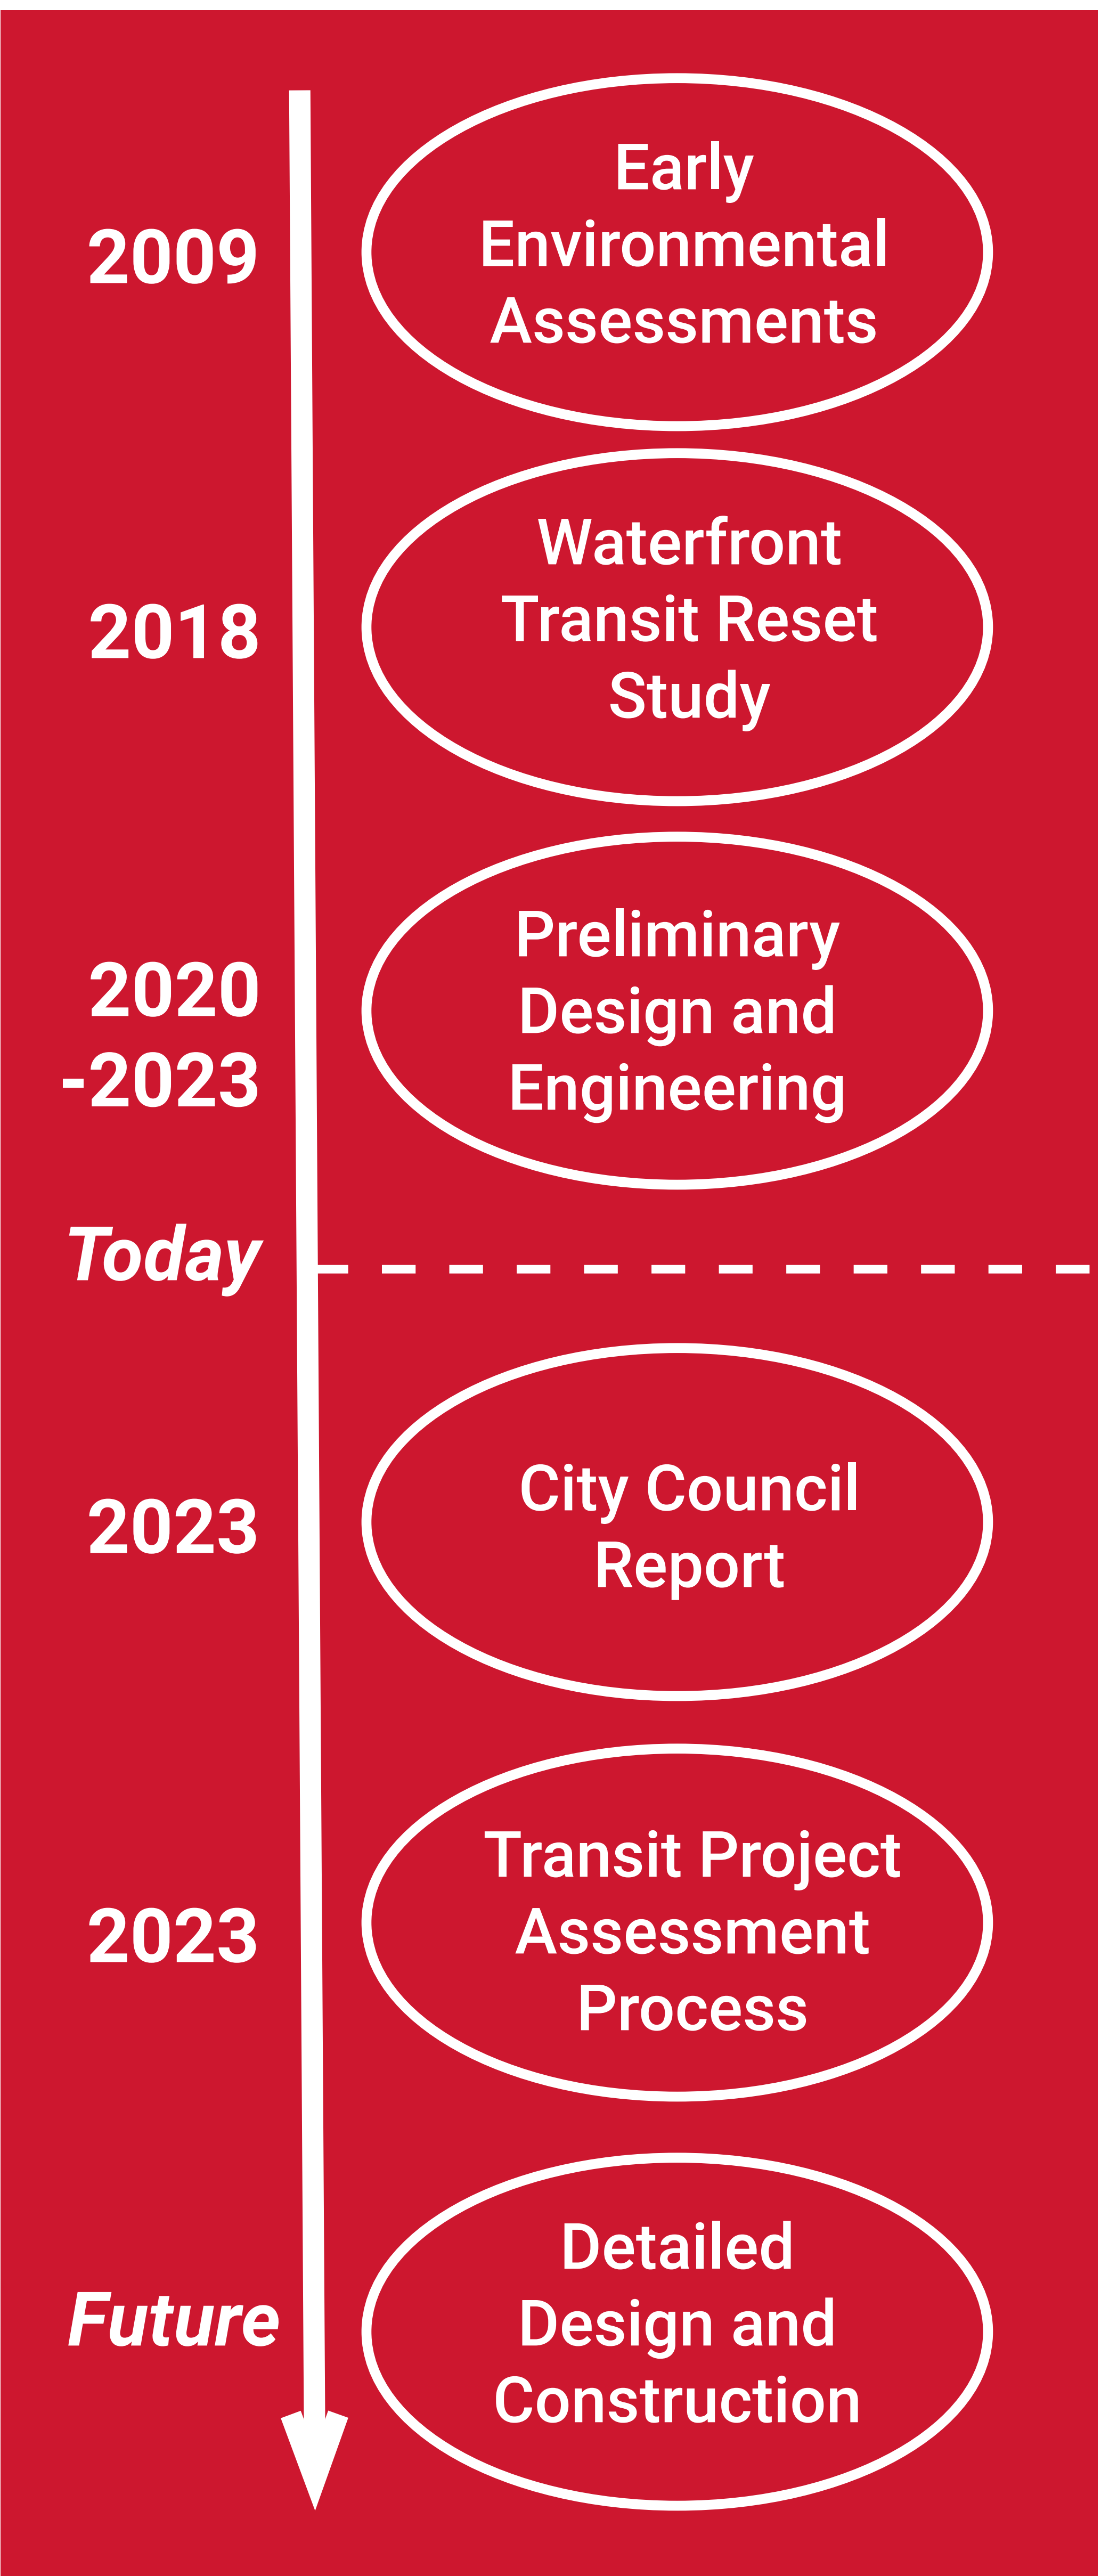 2009
Early
Environmental
Assessments
2018
Waterfront
Transit Reset
Study
2020
-2023
Preliminary
Design and
Engineering
Today
2023
City Council
Report
2023
Transit Project
Assessment
Process
Future
Detailed
Design and
Construction